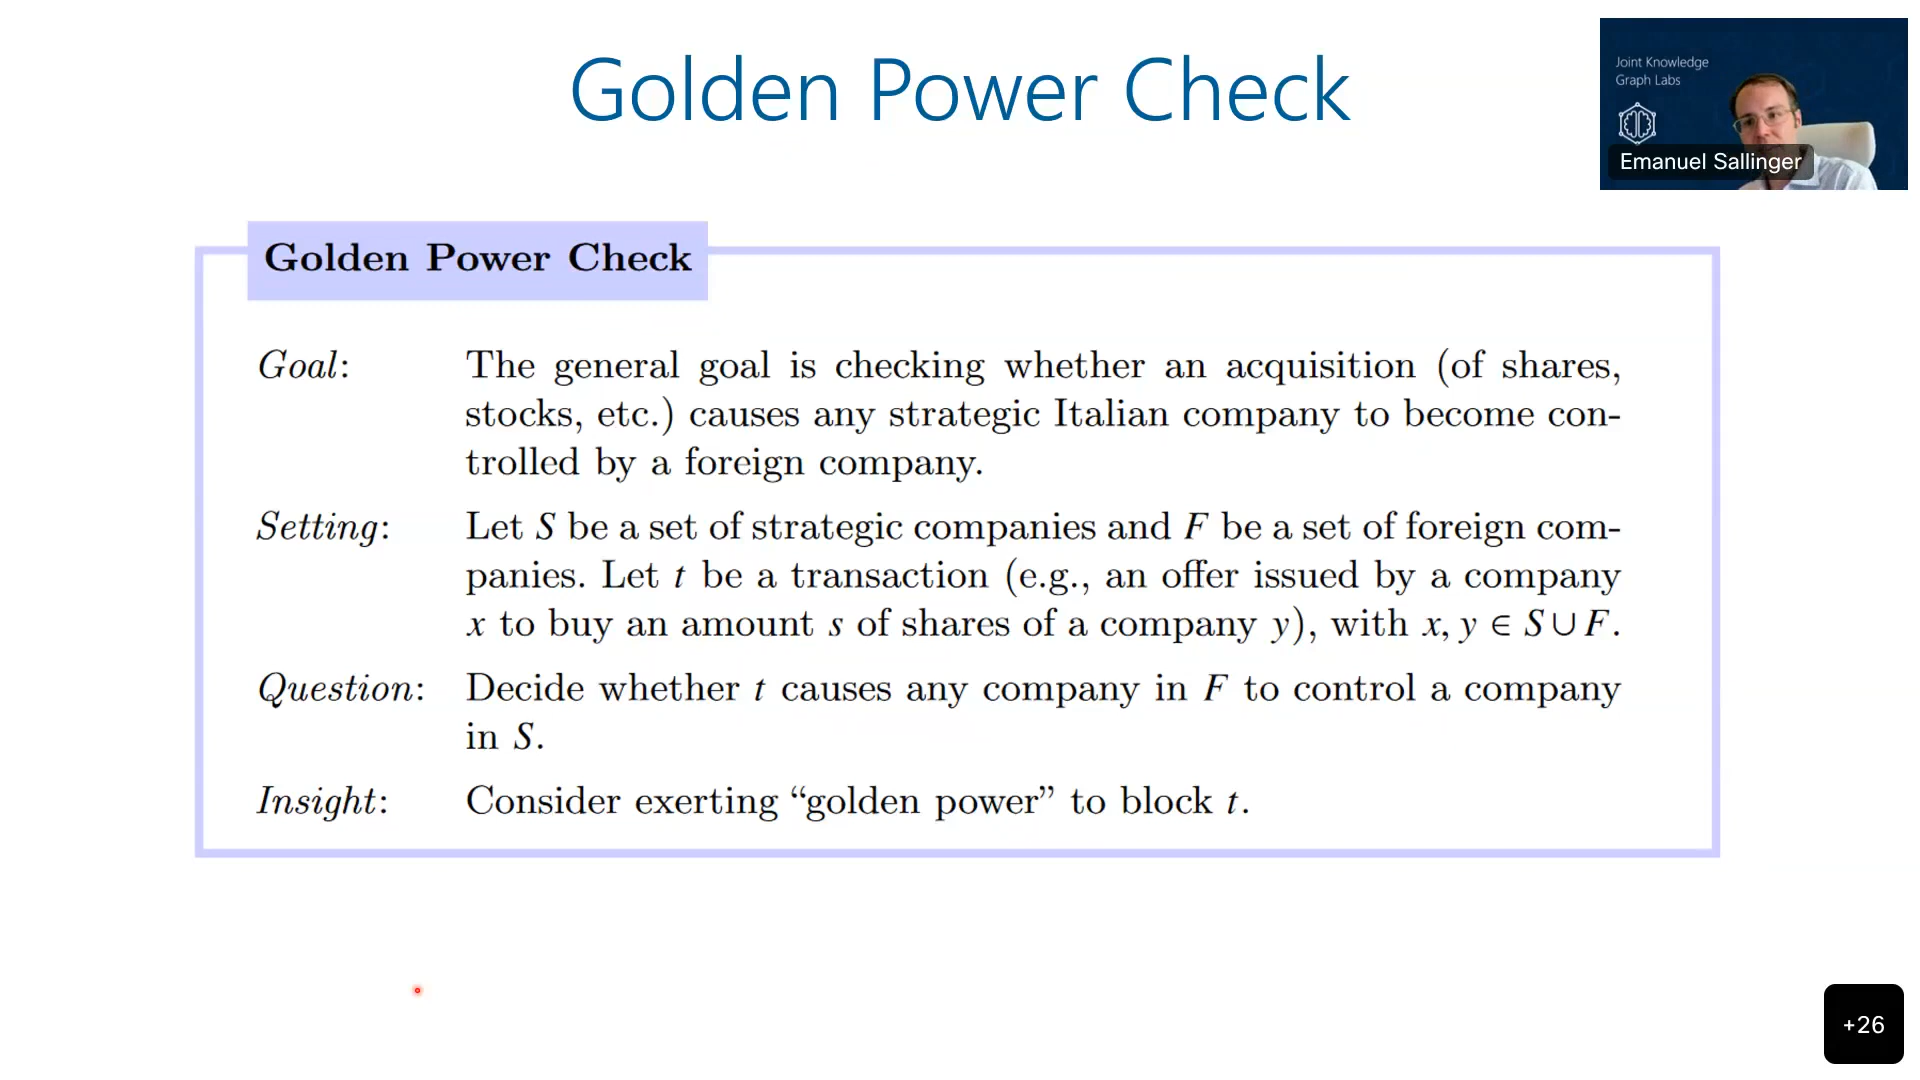 Golden Power Check
Joint Knowledge
Graph Labs
Emanuel Sallinger
Golden Power Check
Goal: The general goal is checking whether an acquisition (of shares,
stocks, etc.) causes any strategic Italian company to become con-
trolled by a foreign company.
Setting: Let S be a set of strategic companies and F be a set of foreign com-
panies. Let t be a transaction (e.g., an offer issued by a company
x to buy an amount s of shares of a company y), with x, y ∈ S ∪ F.
Question: Decide whether t causes any company in F to control a company
in S.
Insight: Consider exerting “golden power” to block t.
+26